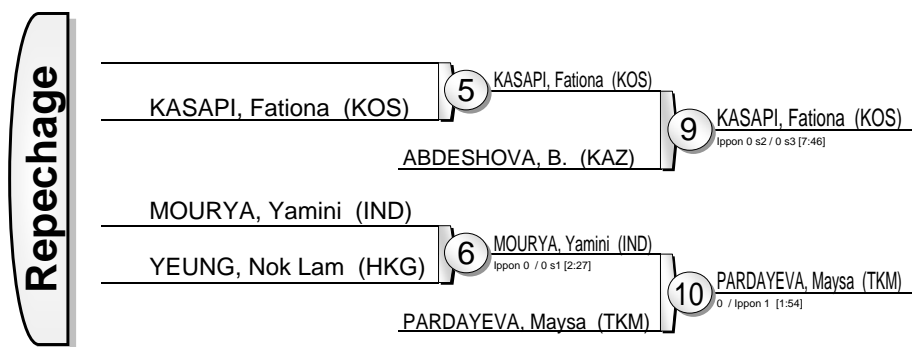 Repechage
KASAPI, Fationa (KOS)
5
KASAPI, Fationa (KOS)
ABDESHOVA, B. (KAZ)
9
KASAPI, Fationa (KOS)
Ippon 0 s2 / 0 s3 [7:46]
MOURYA, Yamini (IND)
YEUNG, Nok Lam (HKG)
6
MOURYA, Yamini (IND)
Ippon 0 / 0 s1 [2:27]
PARDAYEVA, Maysa (TKM)
10
PARDAYEVA, Maysa (TKM)
0 / Ippon 1 [1:54]